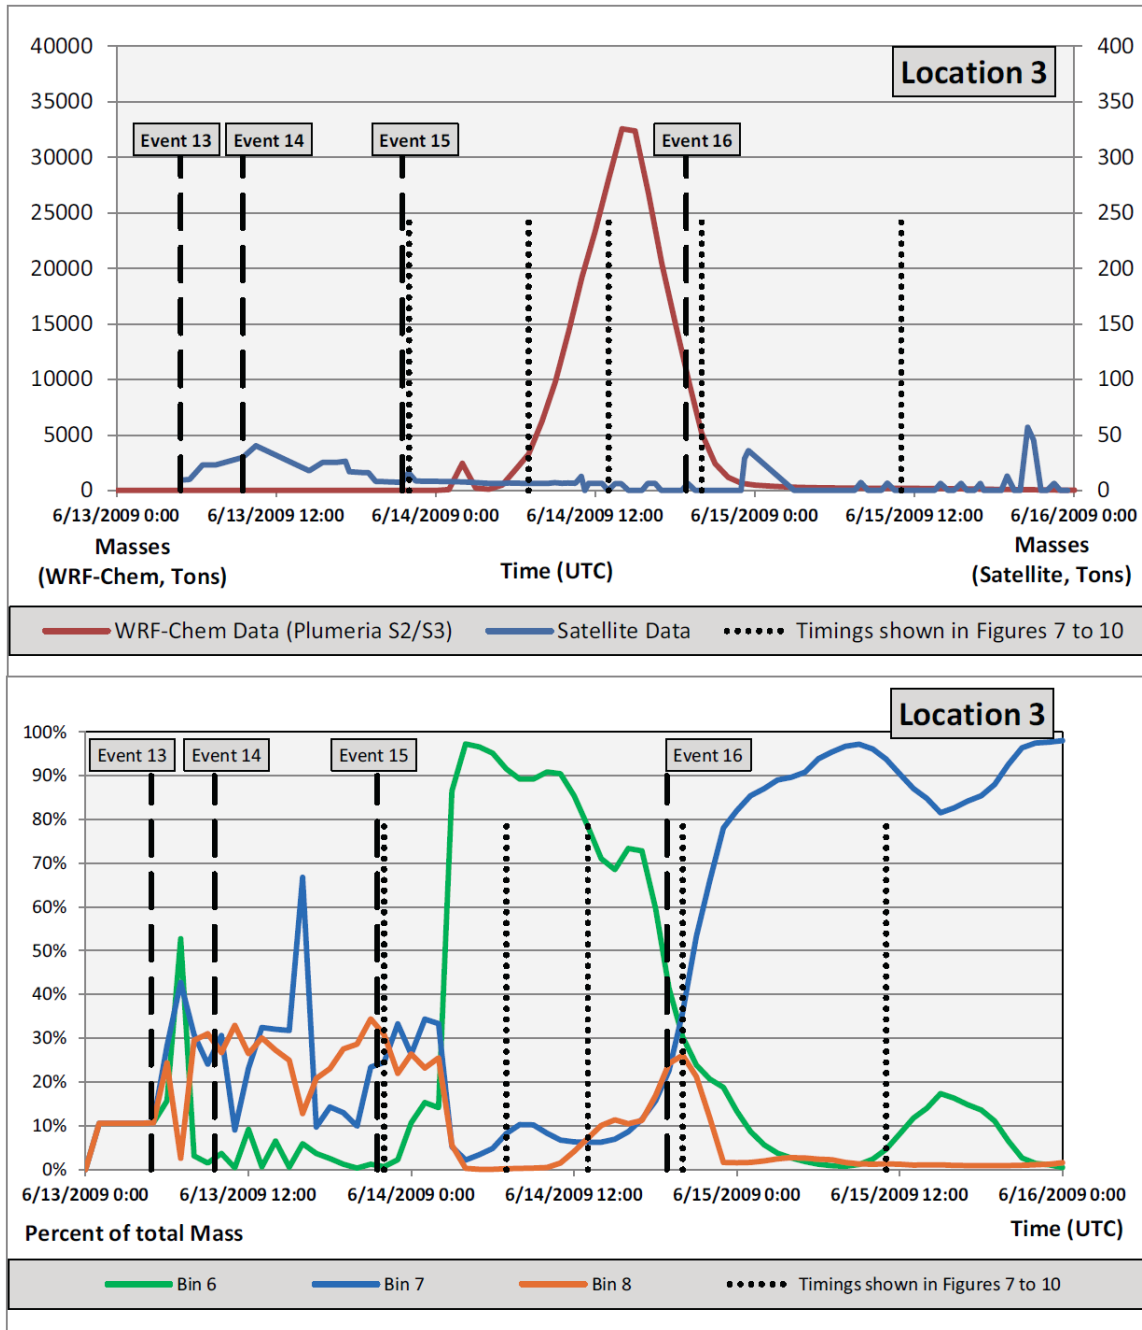 40000 400
Location 3
35000 350
Event 13 Event 14 Event 15 Event 16
30000 300
25000 250
20000 200
15000 150
10000 100
5000 50
0 0
6/13/2009 0:00 6/13/2009 12:00 6/14/2009 0:00 6/14/2009 12:00 6/15/2009 0:00 6/15/2009 12:00 6/16/2009 0:00
Masses Masses
(WRF-Chem, Tons) Time (UTC) (Satellite, Tons)
WRF-Chem Data (Plumeria S2/S3) Satellite Data Timings shown in Figures 7 to 10
Location 3
100%
Event 13 Event 14 Event 15 Event 16
90%
80%
70%
60%
50%
40%
30%
20%
10%
0%
6/13/2009 0:00 6/13/2009 12:00 6/14/2009 0:00 6/14/2009 12:00 6/15/2009 0:00 6/15/2009 12:00 6/16/2009 0:00
Percent of total Mass Time (UTC)
Bin 6 Bin 7 Bin 8 Timings shown in Figures 7 to 10